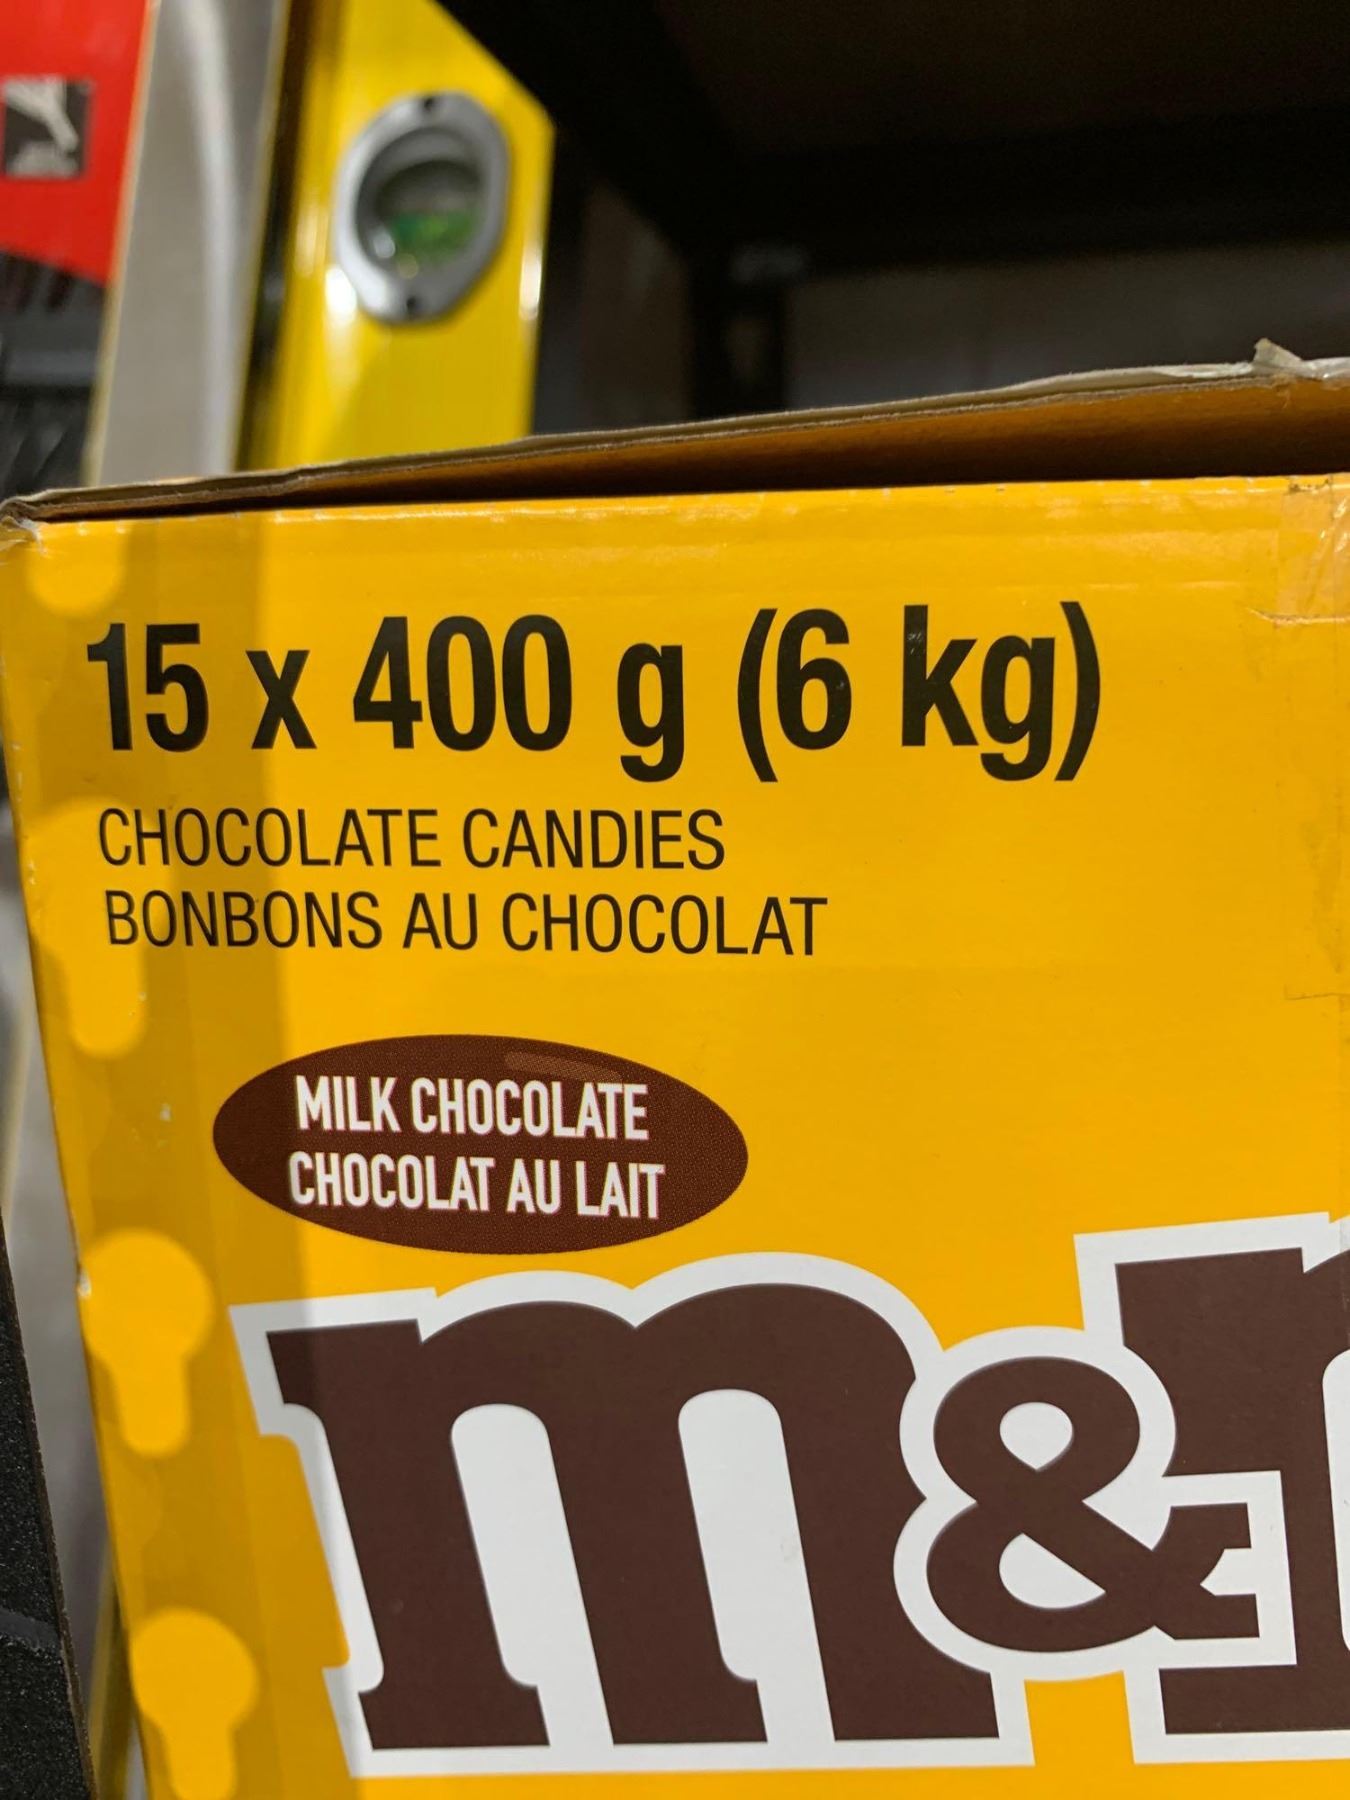 15 x 400 g (6 kg)
CHOCOLATE CANDIES
BONBONS AU CHOCOLAT
MILK CHOCOLATE
CHOCOLAT AU LAIT
m&